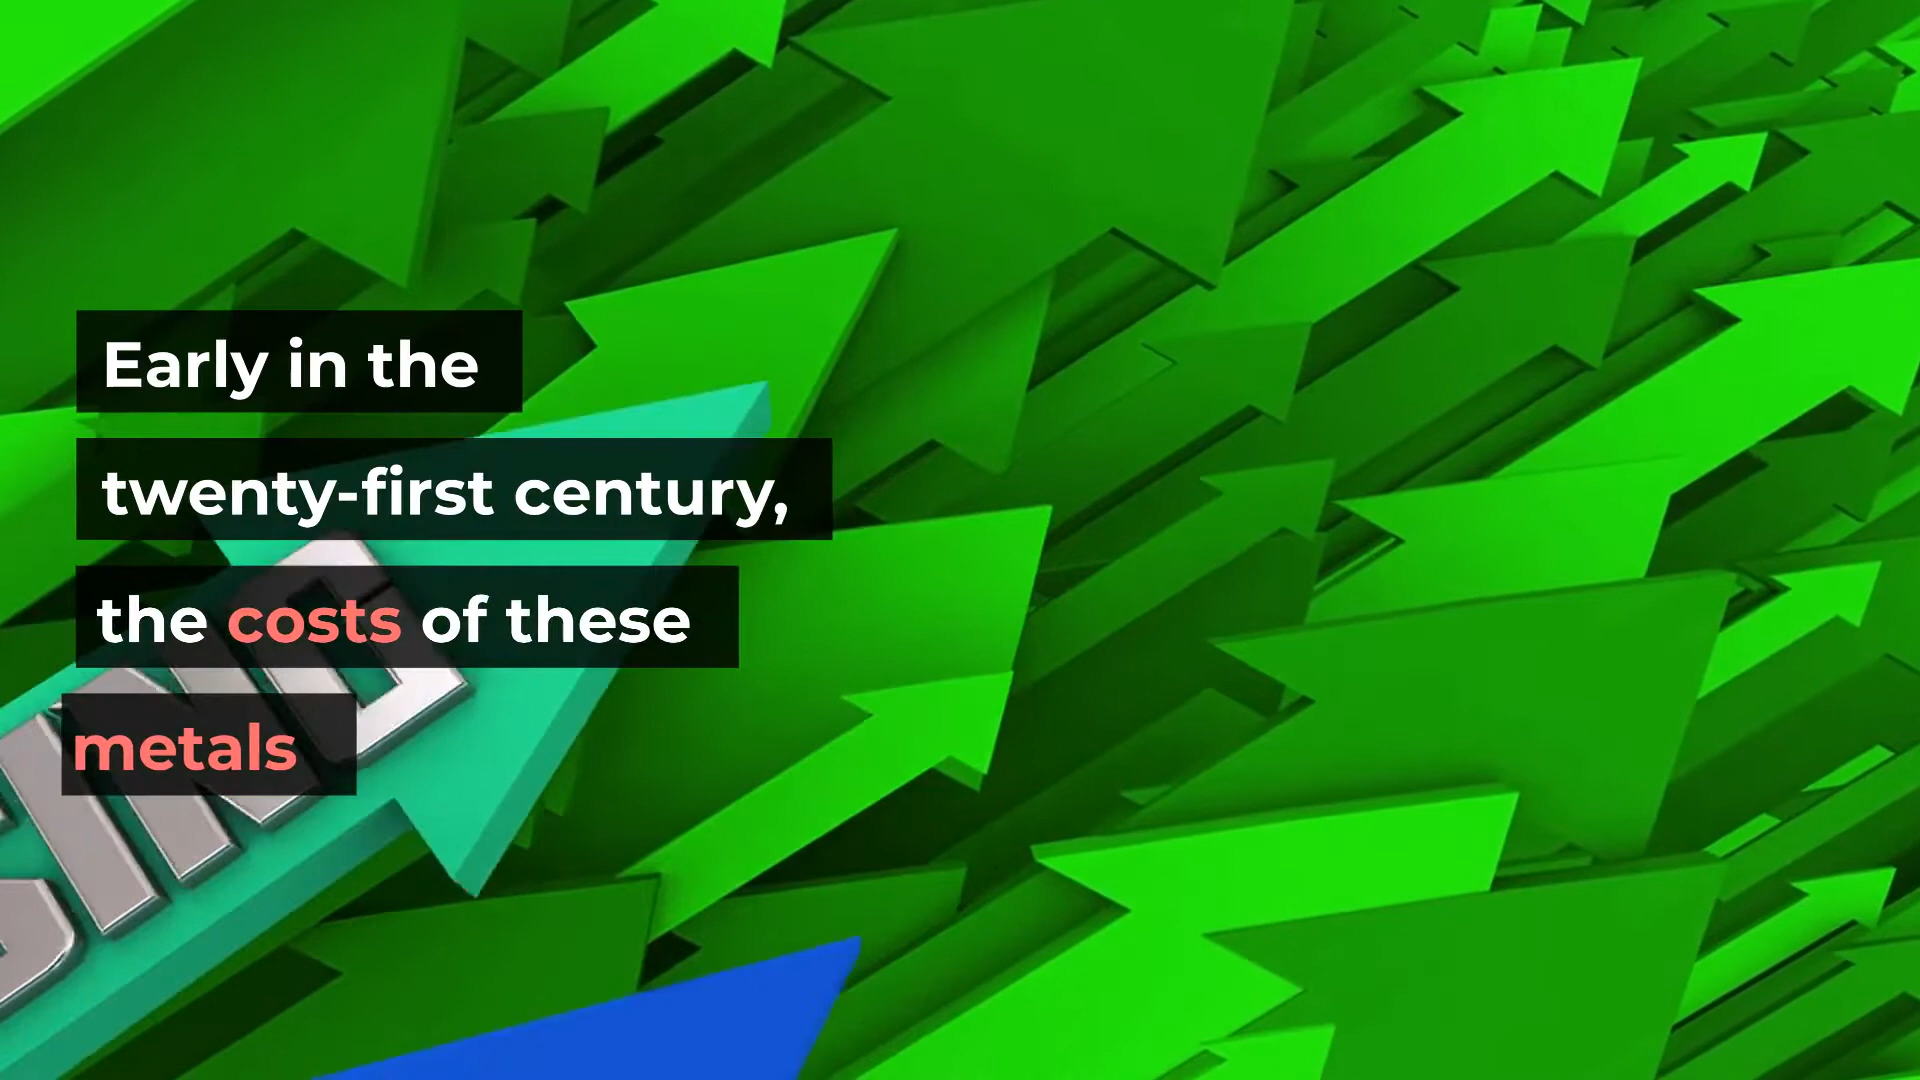 Early in the
twenty-first century,
the costs of these
metals